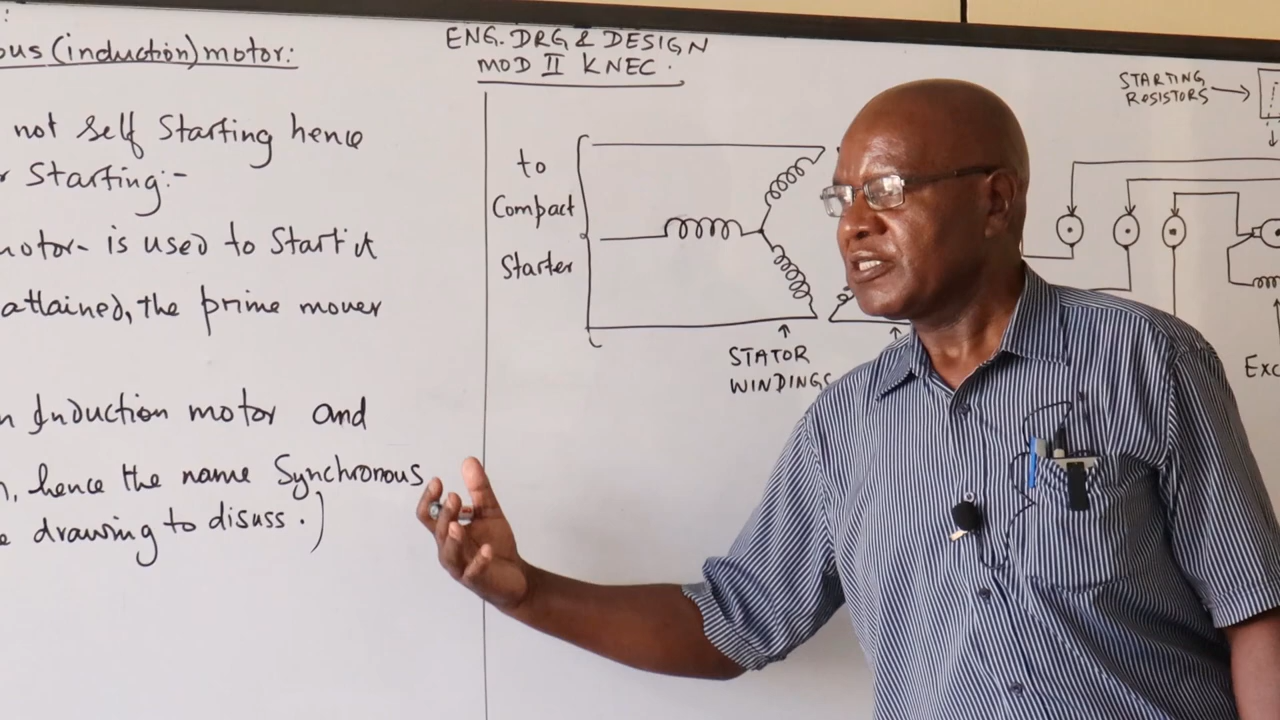 ous (induction) motor:
not self Starting hence
r Starting:-
motor- is used to Start it
attained, the prime mover
n Induction motor and
n, hence the name Synchronous
e drawing to disuss.)
ENG. DRG & DESIGN
MOD II KNEC.
to
Compact
Starter
STATOR
WINDINGS
STARTING
RESISTORS
Exc